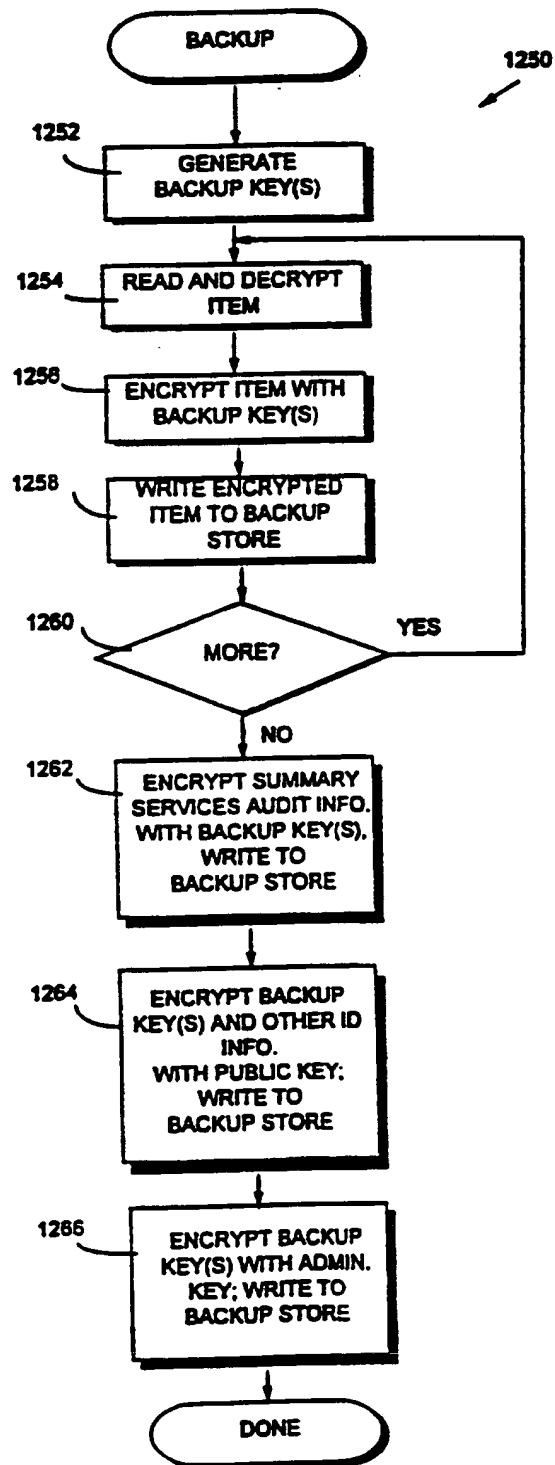 BACKUP
1250
1252
GENERATE
BACKUP KEY(S)
1254
READ AND DECRYPT
ITEM
1256
ENCRYPT ITEM WITH
BACKUP KEY(S)
1258
WRITE ENCRYPTED
ITEM TO BACKUP
STORE
1260
MORE?
YES
NO
1262
ENCRYPT SUMMARY
SERVICES AUDIT INFO.
WITH BACKUP KEY(S),
WRITE TO
BACKUP STORE
1264
ENCRYPT BACKUP
KEY(S) AND OTHER ID
INFO.
WITH PUBLIC KEY;
WRITE TO
BACKUP STORE
1266
ENCRYPT BACKUP
KEY(S) WITH ADMIN.
KEY; WRITE TO
BACKUP STORE
DONE